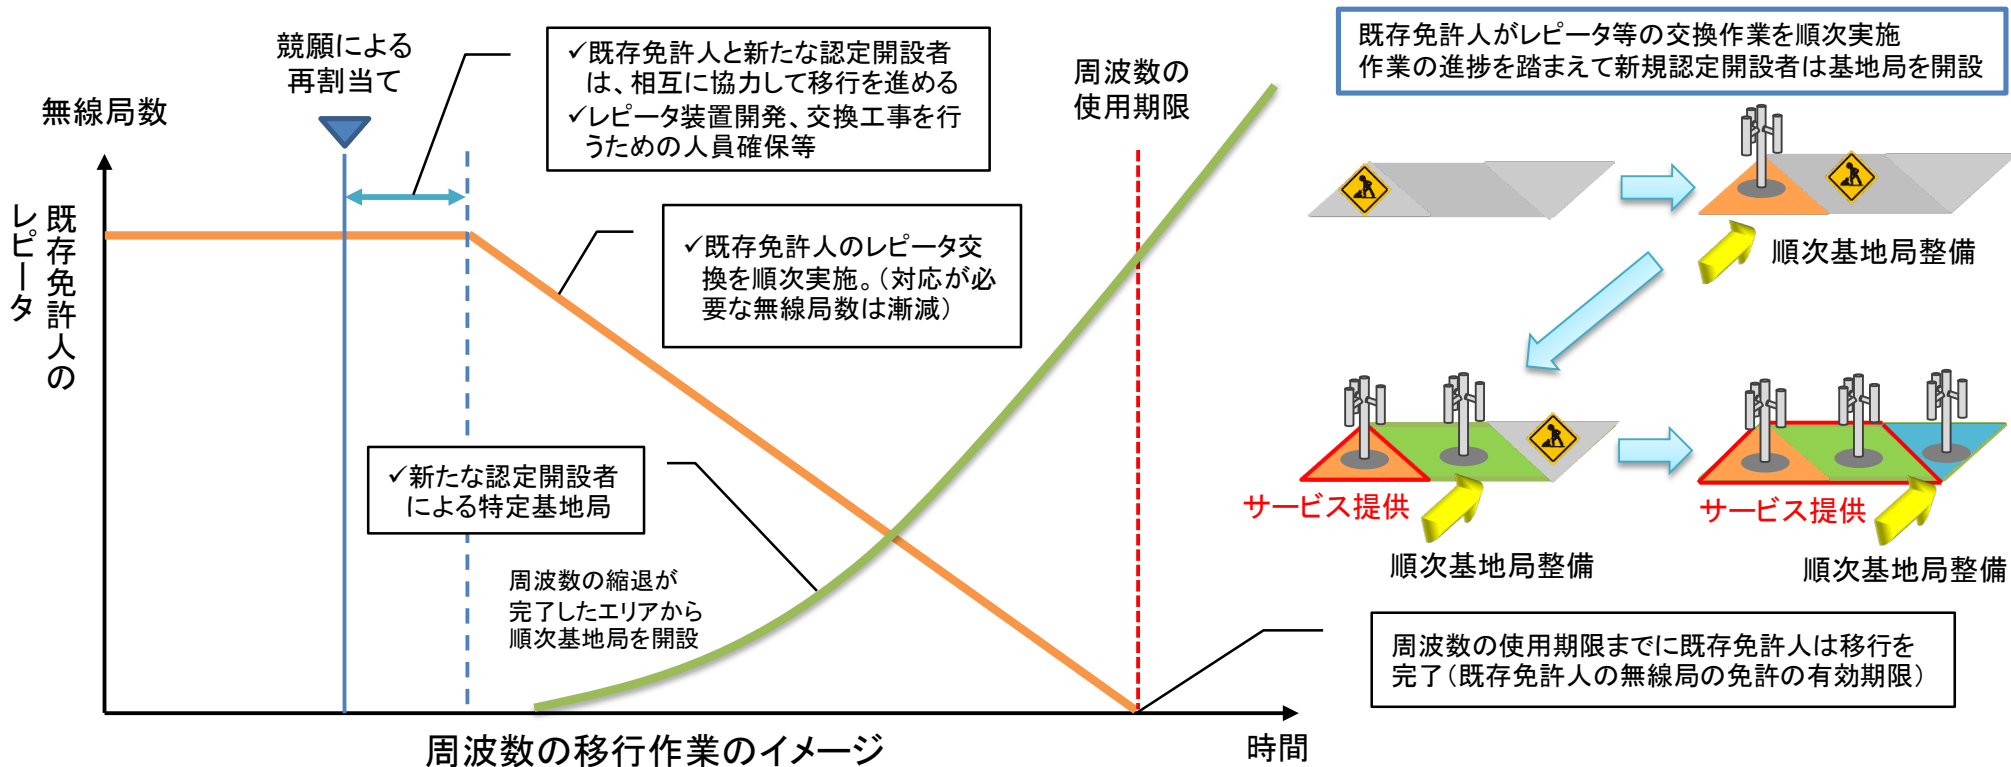 競願による
再割当て
無線局数
既存免許人の
レピータ
✓既存免許人と新たな認定開設者
は、相互に協力して移行を進める
✓レピータ装置開発、交換工事を行
うための人員確保等
周波数の
使用期限
✓既存免許人のレピータ交
換を順次実施。（対応が必
要な無線局数は漸減）
✓新たな認定開設者
による特定基地局
周波数の縮退が
完了したエリアから
順次基地局を開設
周波数の移行作業のイメージ
時間
既存免許人がレピータ等の交換作業を順次実施
作業の進捗を踏まえて新規認定開設者は基地局を開設
順次基地局整備
サービス提供
順次基地局整備
サービス提供
順次基地局整備
周波数の使用期限までに既存免許人は移行を
完了（既存免許人の無線局の免許の有効期限）